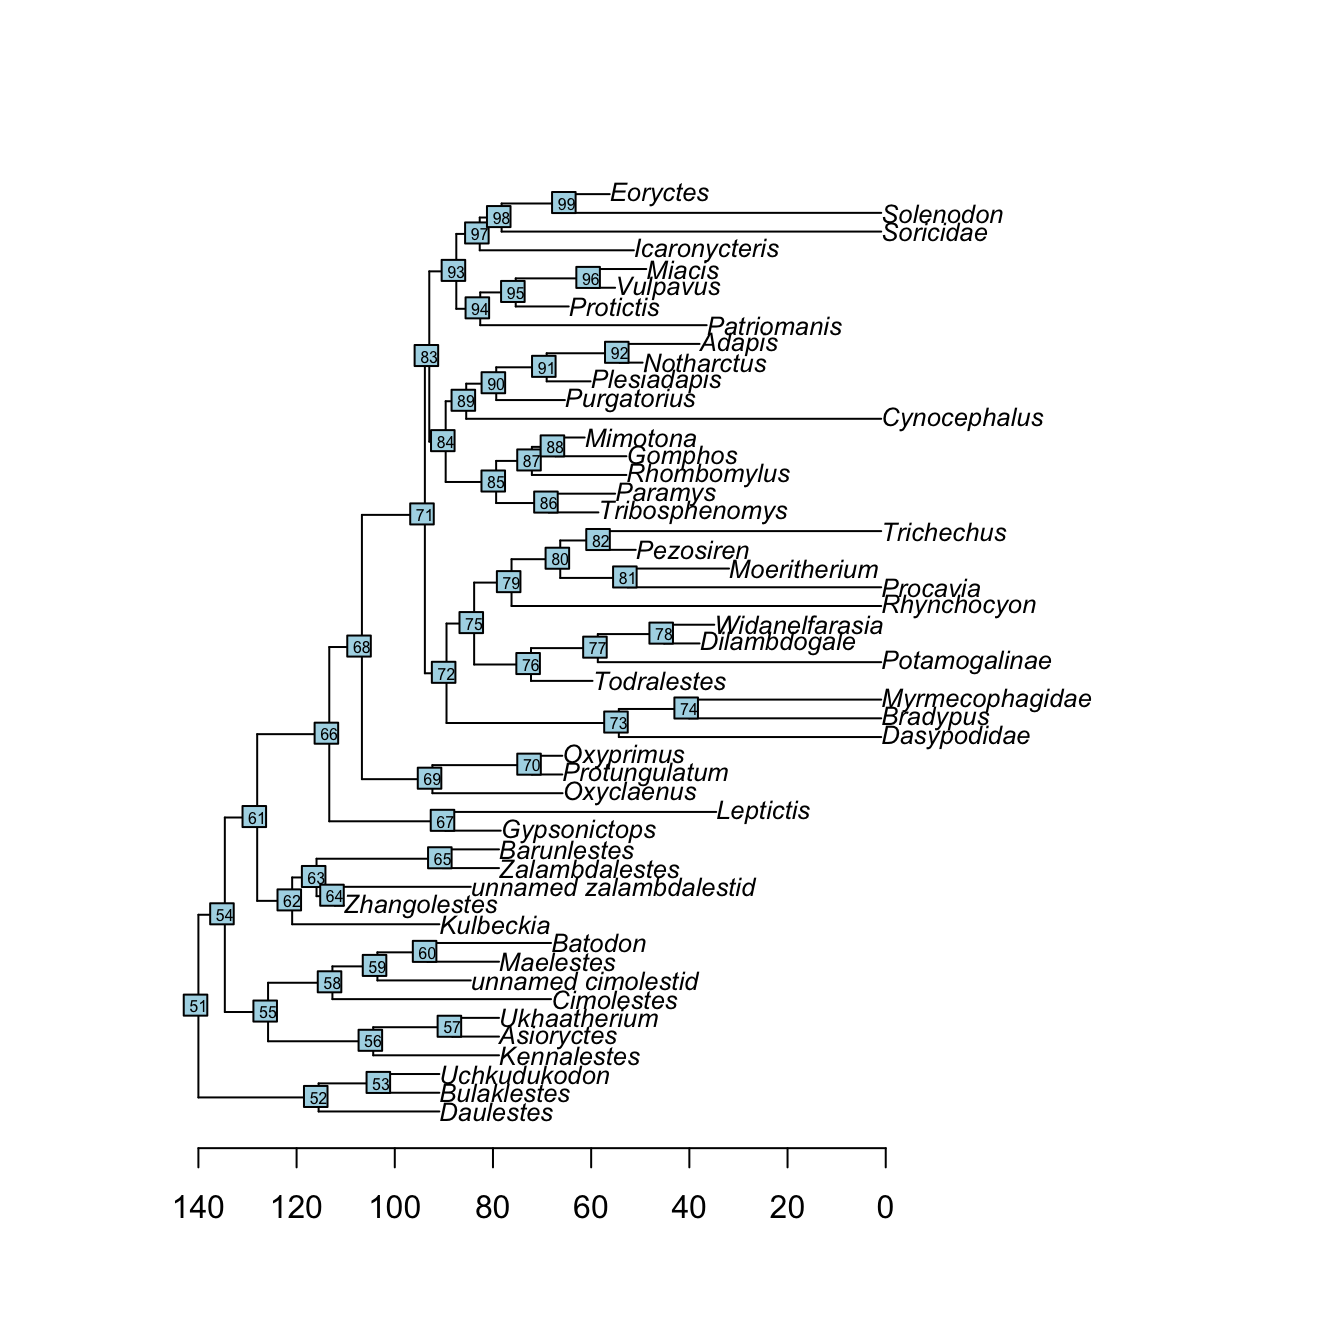 Eoryctes
99
Solenodon
98
Soricidae
97
Icaronycteris
93
Miacis
96
Vulpavus
95
Protictis
94
Patriomanis
Adapis
92
83
Notharctus
91
Plesiadapis
90
Purgatorius
89
Cynocephalus
Mimotona
84
88
Gomphos
87
Rhombomylus
85
Paramys
86
Tribosphenomys
71
Trichechus
82
Pezosiren
80
Moeritherium
81
79
Procavia
Rhynchocyon
75
Widanelfarasia
78
Dilambdogale
68
77
Potamogalinae
76
72
Todralestes
Myrmecophagidae
74
Bradypus
73
66
Dasypodidae
Oxyprimus
70
Protungulatum
69
Oxyclaenus
Leptictis
61
67
Gypsonictops
Barunlestes
65
Zalambdalestes
63
unnamed zalambdalestid
64
62
Zhangolestes
54
Kulbeckia
Batodon
60
Maelestes
59
unnamed cimolestid
58
Cimolestes
51
55
Ukhaatherium
57
Asioryctes
56
Kennalestes
Uchkudukodon
53
Bulaklestes
52
Daulestes
140 120 100 80 60 40 20 0